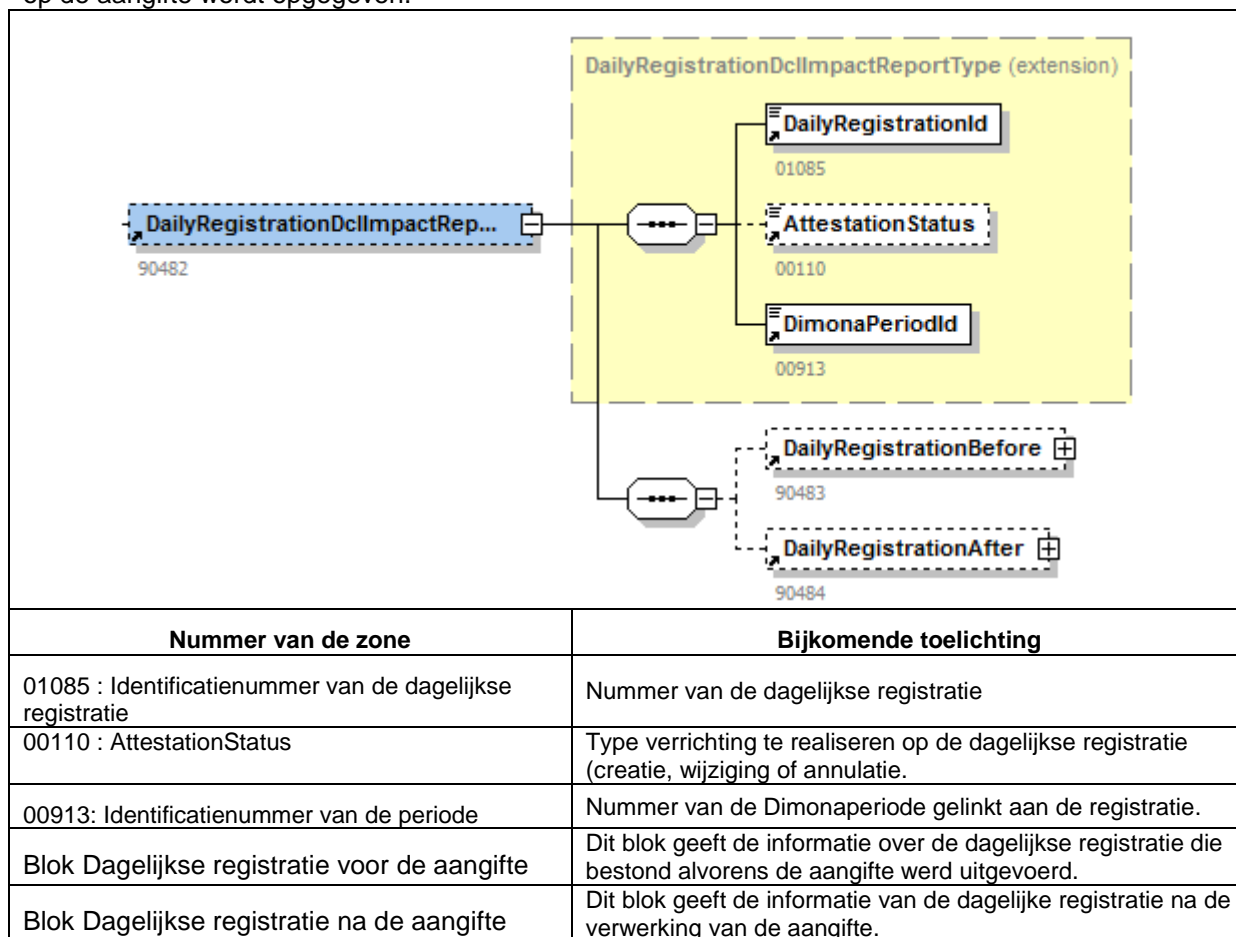 op de aangifte wordt opgegeven.
DailyRegistrationDclImpactReportType (extension)
DailyRegistrationId
01085
DailyRegistrationDclImpactRep...
90482
AttestationStatus
00110
DimonaPeriodId
00913
DailyRegistrationBefore
90483
DailyRegistrationAfter
90484
Nummer van de zone
Bijkomende toelichting
01085 : Identificatienummer van de dagelijkse
registratie
Nummer van de dagelijkse registratie
00110 : AttestationStatus
Type verrichting te realiseren op de dagelijkse registratie
(creatie, wijziging of annulatie.
00913: Identificatienummer van de periode
Nummer van de Dimonaperiode gelinkt aan de registratie.
Blok Dagelijkse registratie voor de aangifte
Dit blok geeft de informatie over de dagelijkse registratie die
bestond alvorens de aangifte werd uitgevoerd.
Blok Dagelijkse registratie na de aangifte
Dit blok geeft de informatie van de dagelijke registratie na de
verwerking van de aangifte.